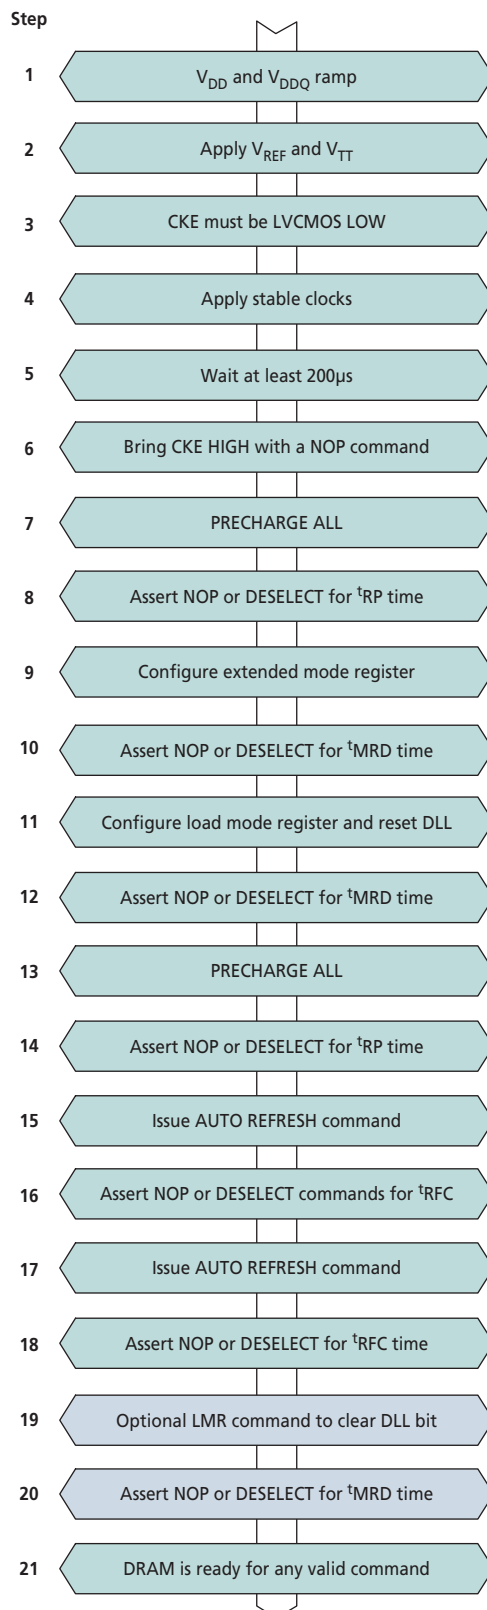 Step
1 V_DD and V_DDQ ramp
2 Apply V_REF and V_TT
3 CKE must be LVCMOS LOW
4 Apply stable clocks
5 Wait at least 200µs
6 Bring CKE HIGH with a NOP command
7 PRECHARGE ALL
8 Assert NOP or DESELECT for ^tRP time
9 Configure extended mode register
10 Assert NOP or DESELECT for ^tMRD time
11 Configure load mode register and reset DLL
12 Assert NOP or DESELECT for ^tMRD time
13 PRECHARGE ALL
14 Assert NOP or DESELECT for ^tRP time
15 Issue AUTO REFRESH command
16 Assert NOP or DESELECT commands for ^tRFC
17 Issue AUTO REFRESH command
18 Assert NOP or DESELECT for ^tRFC time
19 Optional LMR command to clear DLL bit
20 Assert NOP or DESELECT for ^tMRD time
21 DRAM is ready for any valid command